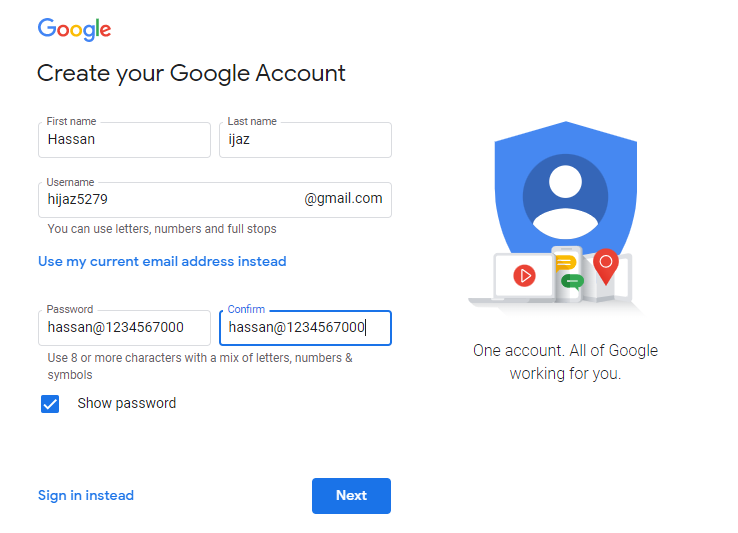 Google
Create your Google Account
First name
Last name
Hassan
ijaz
Username
hijaz5279
@gmail.com
You can use letters, numbers and full stops
Use my current email address instead
Password
Confirm
hassan@1234567000
hassan@1234567000
Use 8 or more characters with a mix of letters, numbers &
symbols
Show password
Sign in instead
Next
One account. All of Google
working for you.